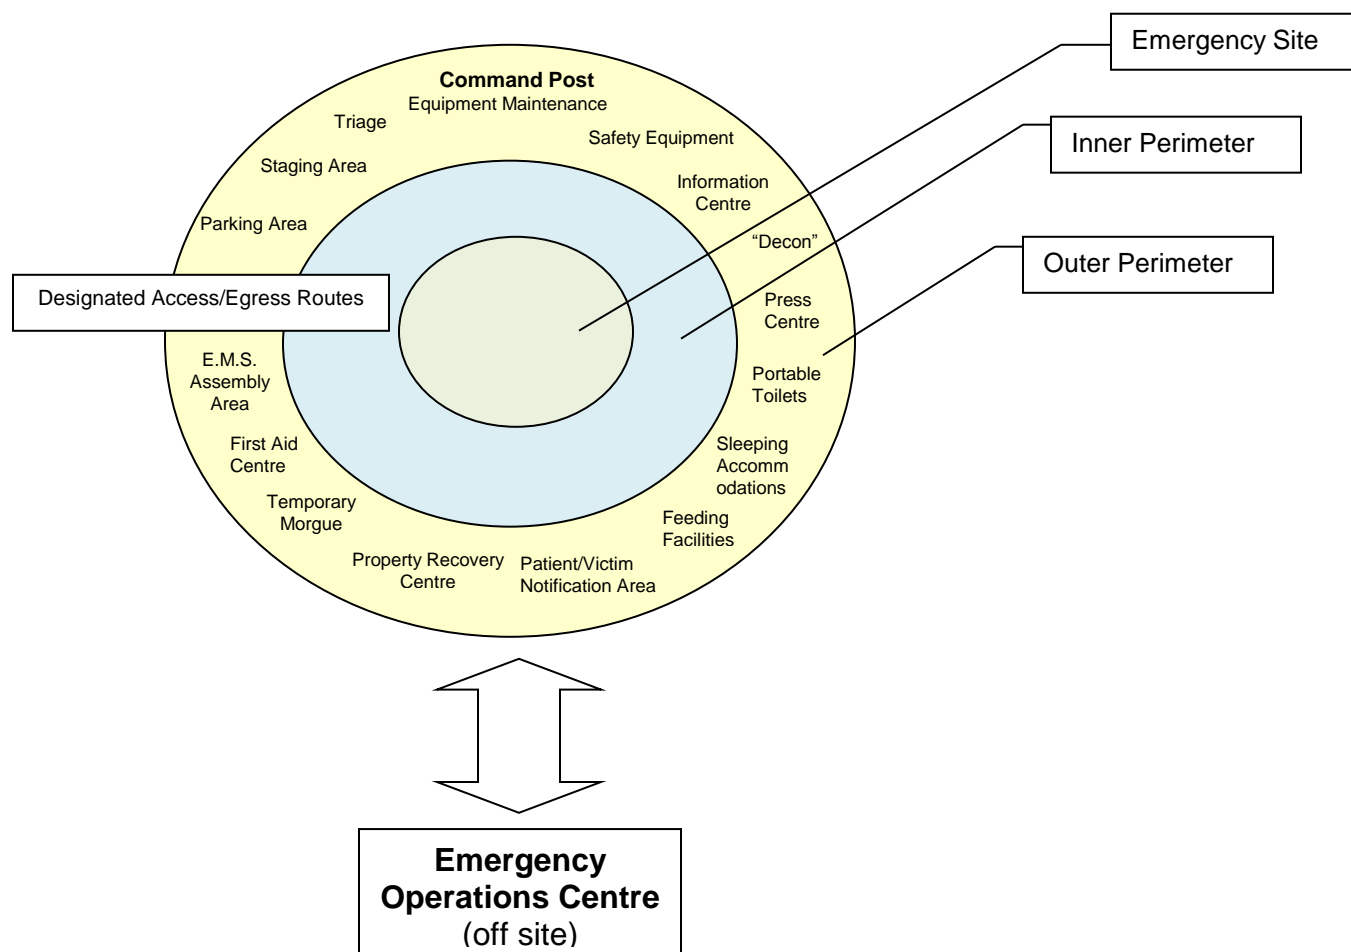 Emergency Site
Command Post
Equipment Maintenance
Triage
Safety Equipment
Inner Perimeter
Staging Area
Information
Centre
Parking Area
“Decon”
Outer Perimeter
Designated Access/Egress Routes
Press
Centre
E.M.S.
Assembly
Area
Portable
Toilets
First Aid
Centre
Sleeping
Accomm
odations
Temporary
Morgue
Feeding
Facilities
Property Recovery
Centre
Patient/Victim
Notification Area
Emergency
Operations Centre
(off site)